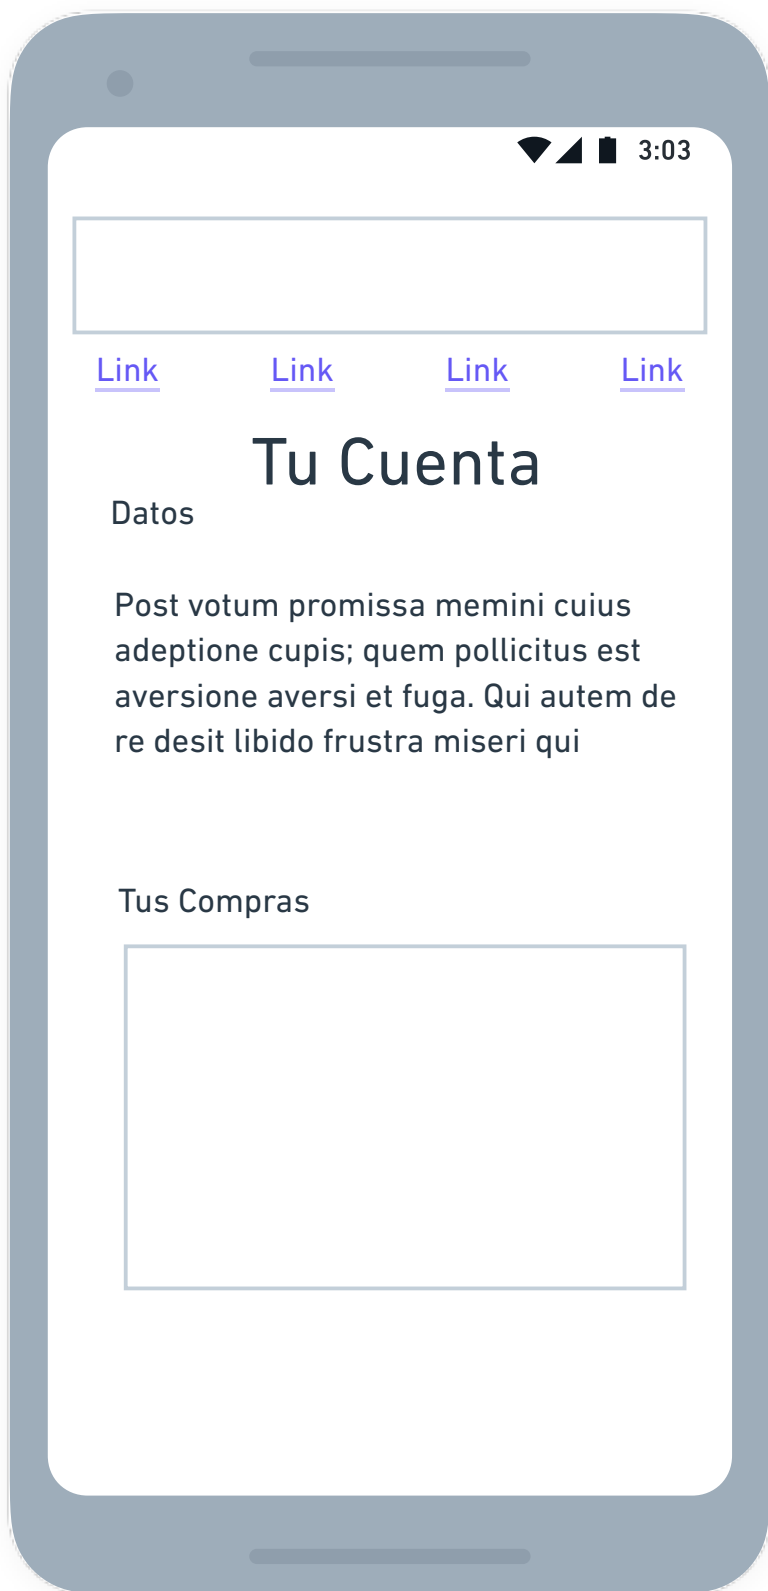 3:03
Link Link Link Link
Tu Cuenta
Datos
Post votum promissa memini cuius
adeptione cupis; quem pollicitus est
aversione aversi et fuga. Qui autem de
re desit libido frustra miseri qui
Tus Compras